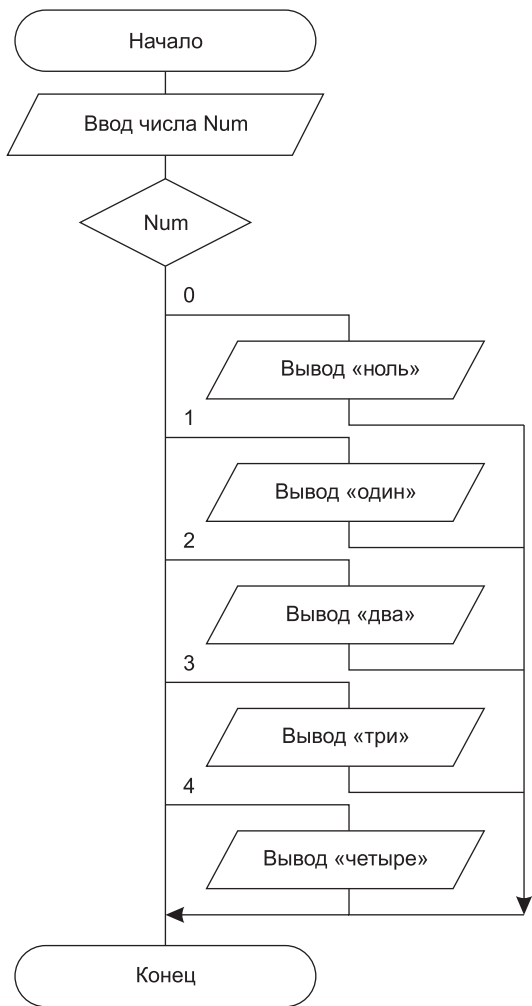 Начало
Ввод числа Num
Num
0
Вывод «ноль»
1
Вывод «один»
2
Вывод «два»
3
Вывод «три»
4
Вывод «четыре»
Конец